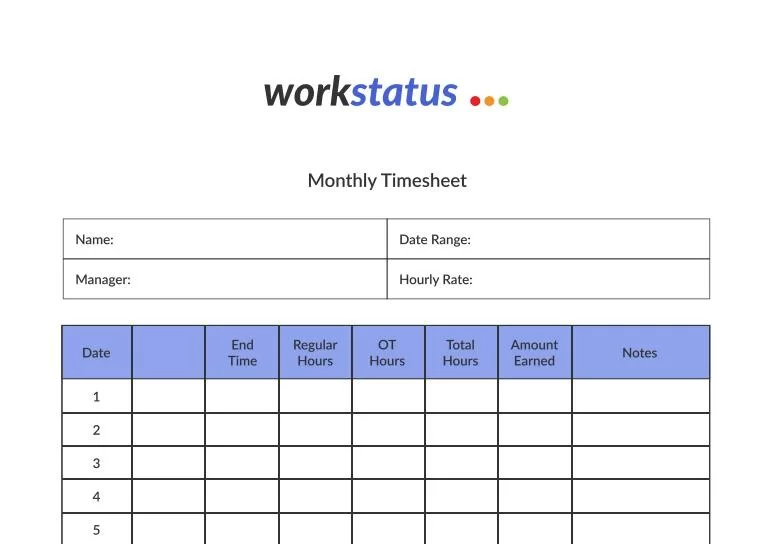 workstatus
Monthly Timesheet
Name: Date Range:
Manager: Hourly Rate:
Date End Time Regular Hours OT Hours Total Hours Amount Earned Notes
1
2
3
4
5